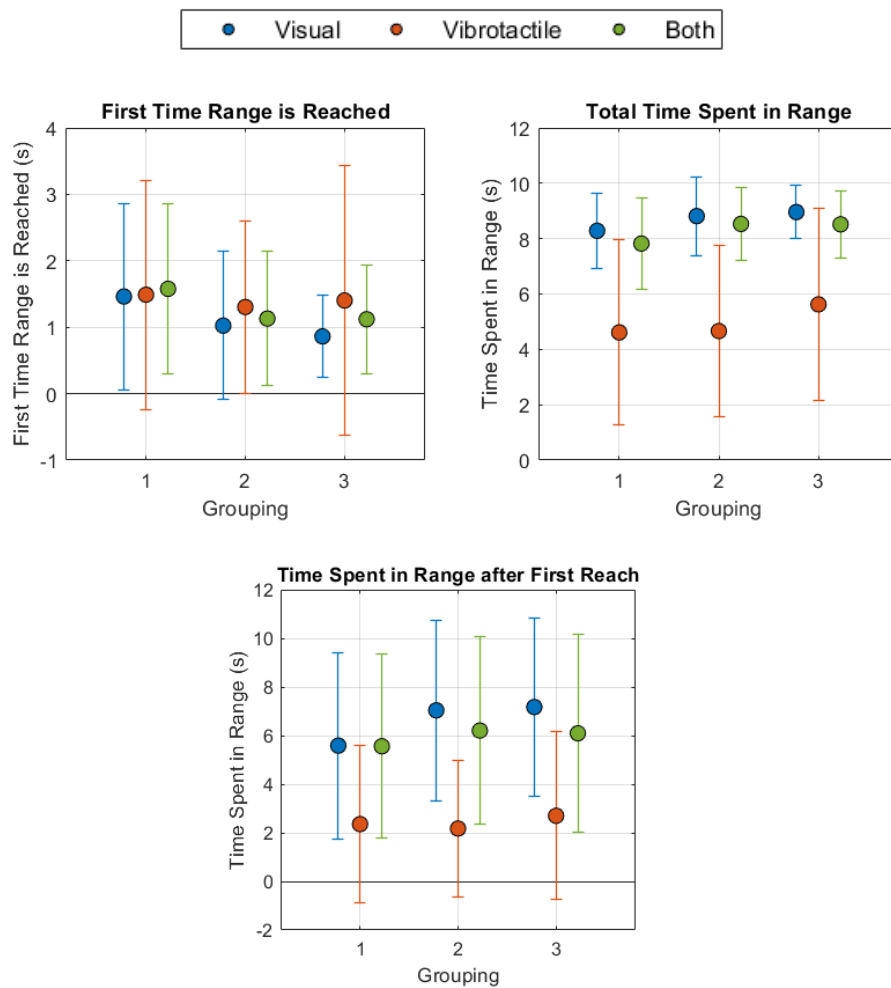 Visual Vibrotactile Both
First Time Range is Reached
First Time Range is Reached (s)
4
3
2
1
0
-1
1 2 3
Grouping
Total Time Spent in Range
Time Spent in Range (s)
12
10
8
6
4
2
0
1 2 3
Grouping
Time Spent in Range after First Reach
Time Spent in Range (s)
12
10
8
6
4
2
0
-2
1 2 3
Grouping